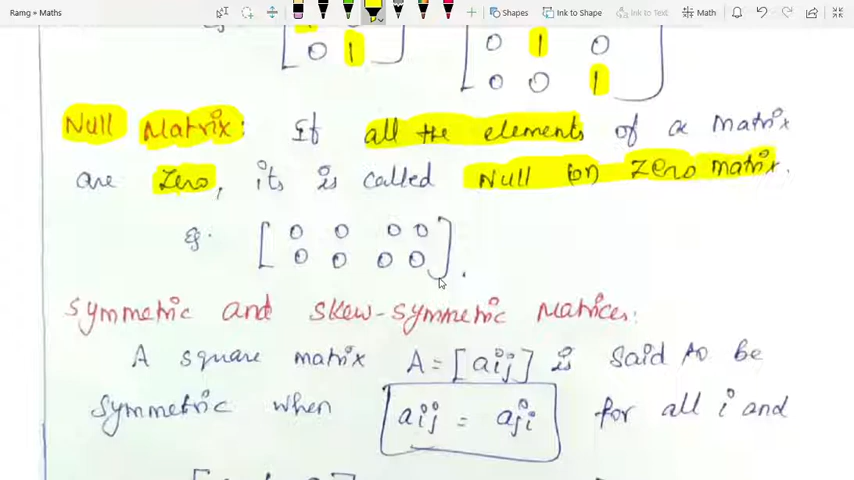 Ramg + Maths
Shapes Ink to Shape Ink to Text Math
0 1 0 1 0
0 0 1
Null Matrix: If all the elements of a matrix
are Zero, its is called Null (or) Zero matrix.
eg. [ 0 0 0 0
0 0 0 0 ].
Symmetric and Skew-symmetric Matrices:
A square matrix A = [aij] is said to be
symmetric when aij = aji for all i and